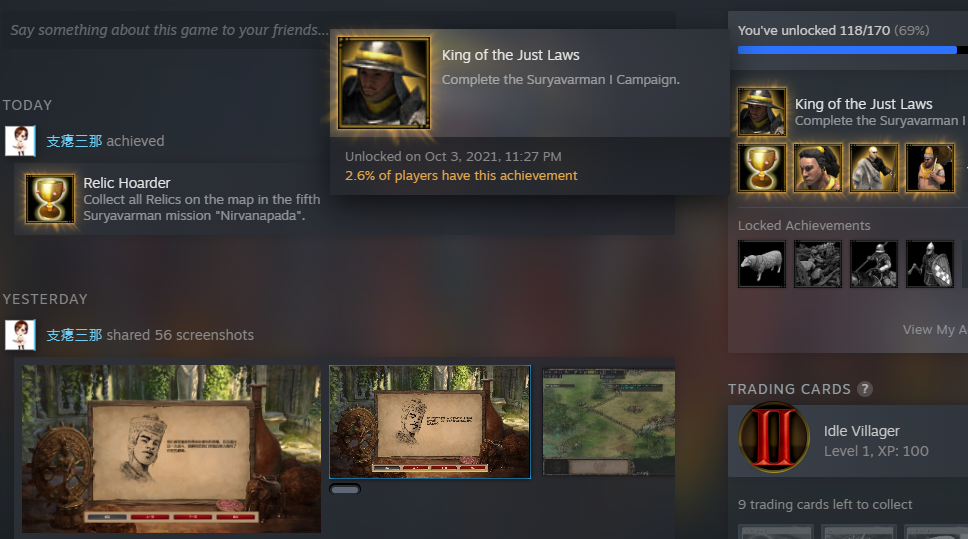 Say something about this game to your friends...
King of the Just Laws
Complete the Suryavarman I Campaign.
Unlocked on Oct 3, 2021, 11:27 PM
2.6% of players have this achievement
You've unlocked 118/170 (69%)
King of the Just Laws
Complete the Suryavarman I
TODAY
支瘪三那 achieved
Relic Hoarder
Collect all Relics on the map in the fifth
Suryavarman mission "Nirvanapada".
Locked Achievements
YESTERDAY
支瘪三那 shared 56 screenshots
View My A
TRADING CARDS ?
II
Idle Villager
Level 1, XP: 100
9 trading cards left to collect